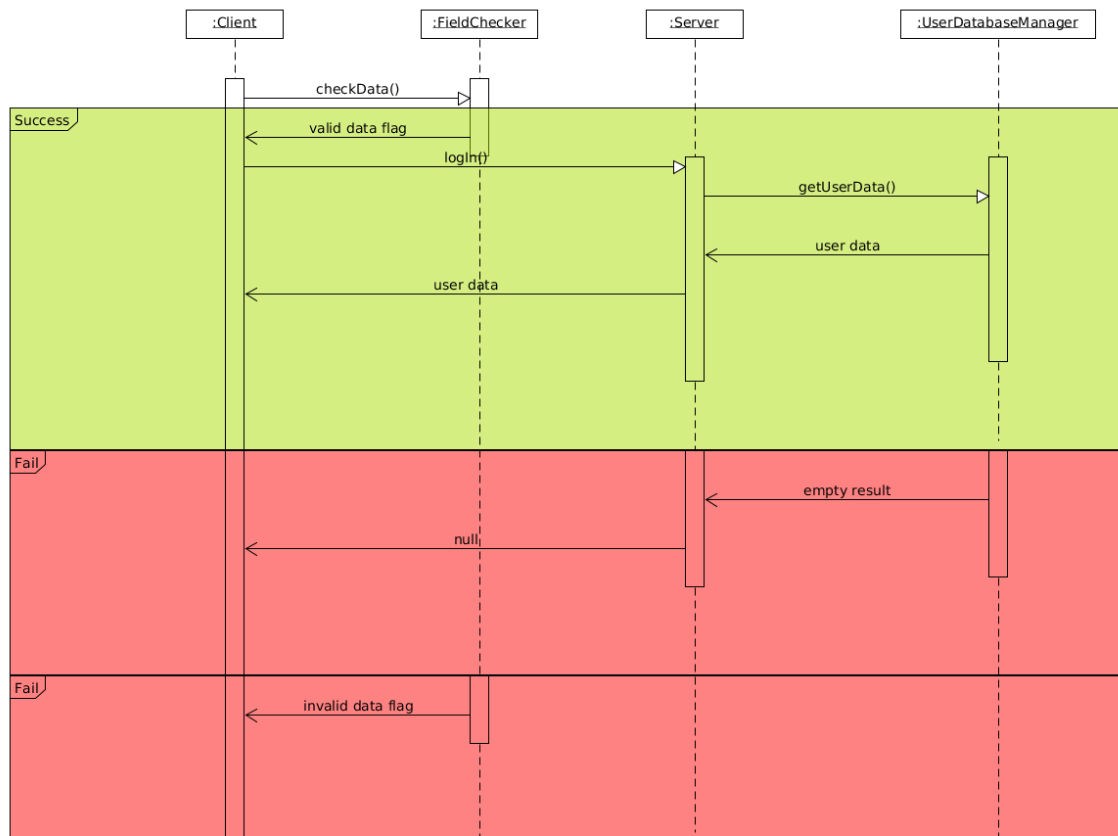 :Client
:FieldChecker
:Server
:UserDatabaseManager
checkData()
Success
valid data flag
logIn()
getUserData()
user data
user data
Fail
empty result
null
Fail
invalid data flag